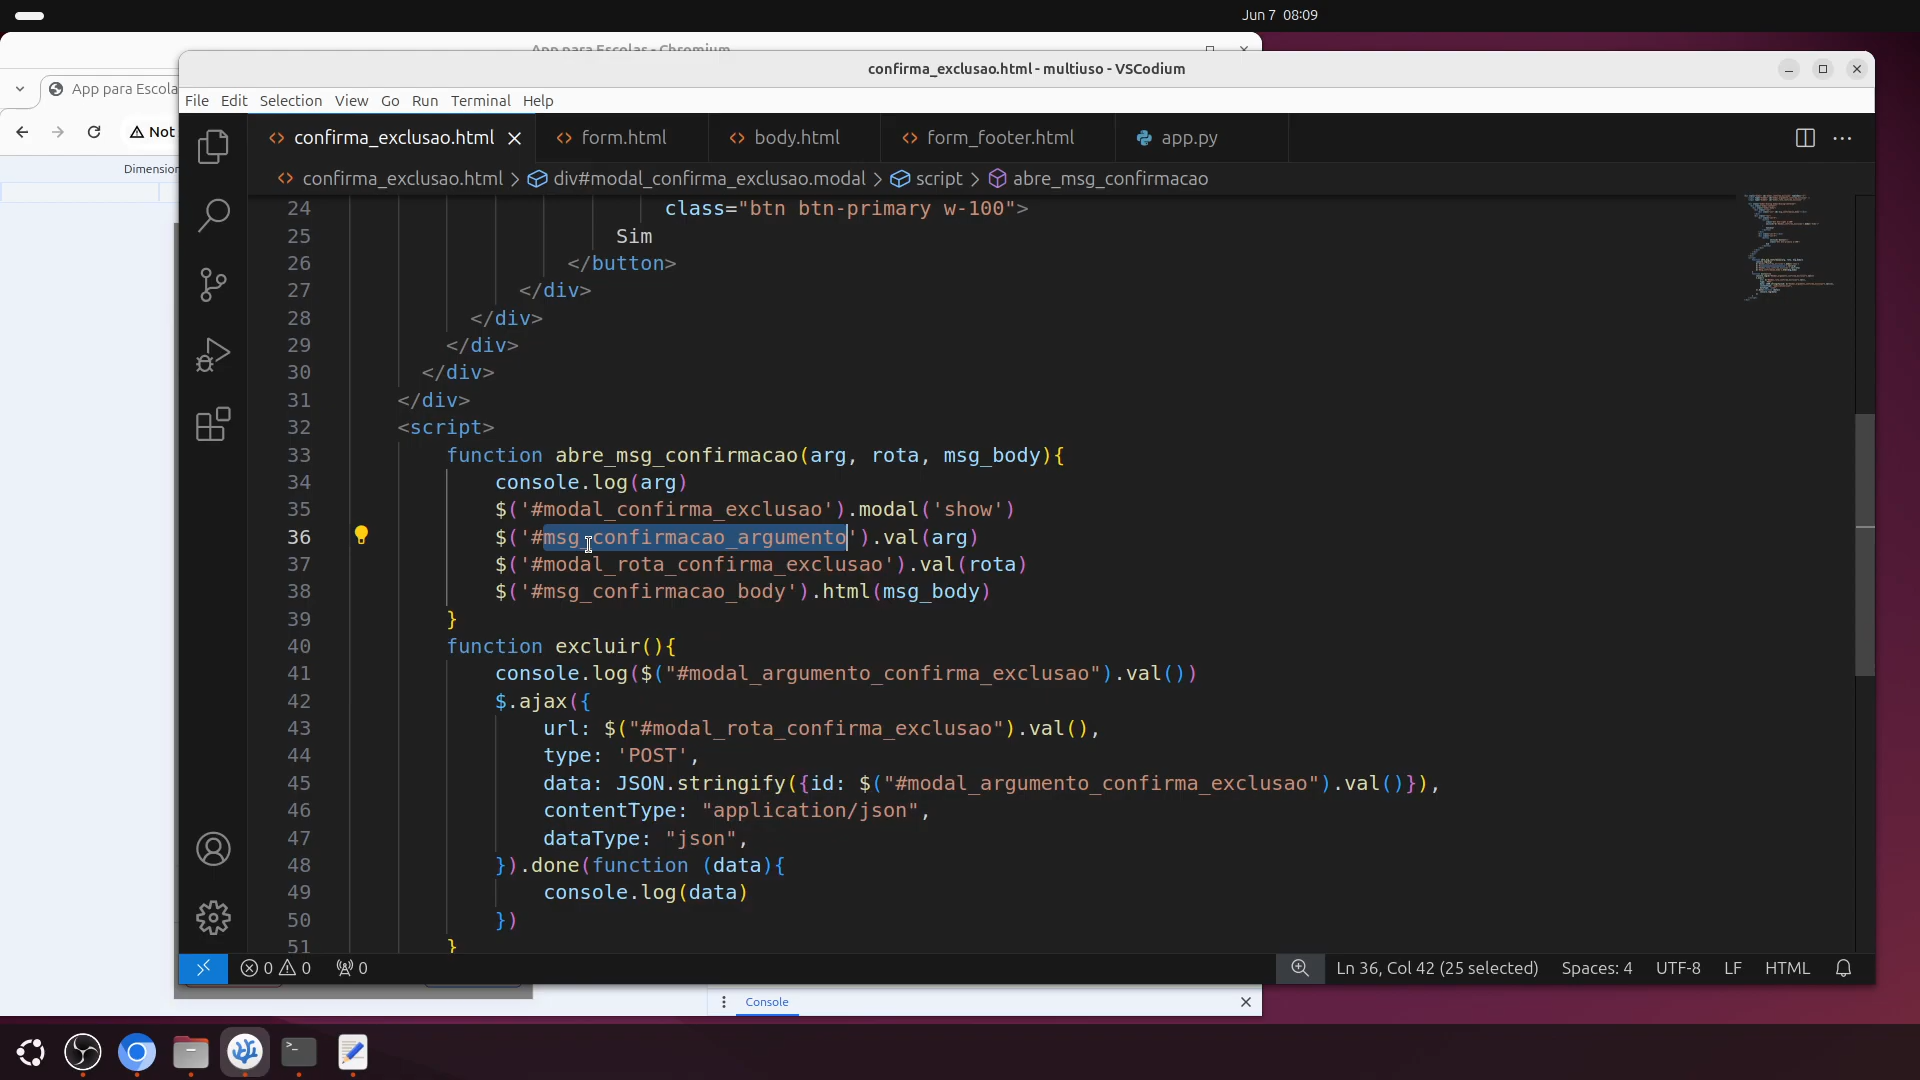 Jun 7 08:09
App para Escolas - Chromium
App para Escola
Not
Dimension
confirma_exclusao.html - multiuso - VSCodium
File Edit Selection View Go Run Terminal Help
confirma_exclusao.html form.html body.html form_footer.html app.py
confirma_exclusao.html > div#modal_confirma_exclusao.modal > script > abre_msg_confirmacao
24 class="btn btn-primary w-100">
25 Sim
26 </button>
27 </div>
28 </div>
29 </div>
30 </div>
31 </div>
32 <script>
33 function abre_msg_confirmacao(arg, rota, msg_body){
34 console.log(arg)
35 $('#modal_confirma_exclusao').modal('show')
36 $('#msg_confirmacao_argumento').val(arg)
37 $('#modal_rota_confirma_exclusao').val(rota)
38 $('#msg_confirmacao_body').html(msg_body)
39 }
40 function excluir(){
41 console.log($("#modal_argumento_confirma_exclusao").val())
42 $.ajax({
43 url: $("#modal_rota_confirma_exclusao").val(),
44 type: 'POST',
45 data: JSON.stringify({id: $("#modal_argumento_confirma_exclusao").val()}),
46 contentType: "application/json",
47 dataType: "json",
48 }).done(function (data){
49 console.log(data)
50 })
51 }
0 0 0 Ln 36, Col 42 (25 selected) Spaces: 4 UTF-8 LF HTML
Console